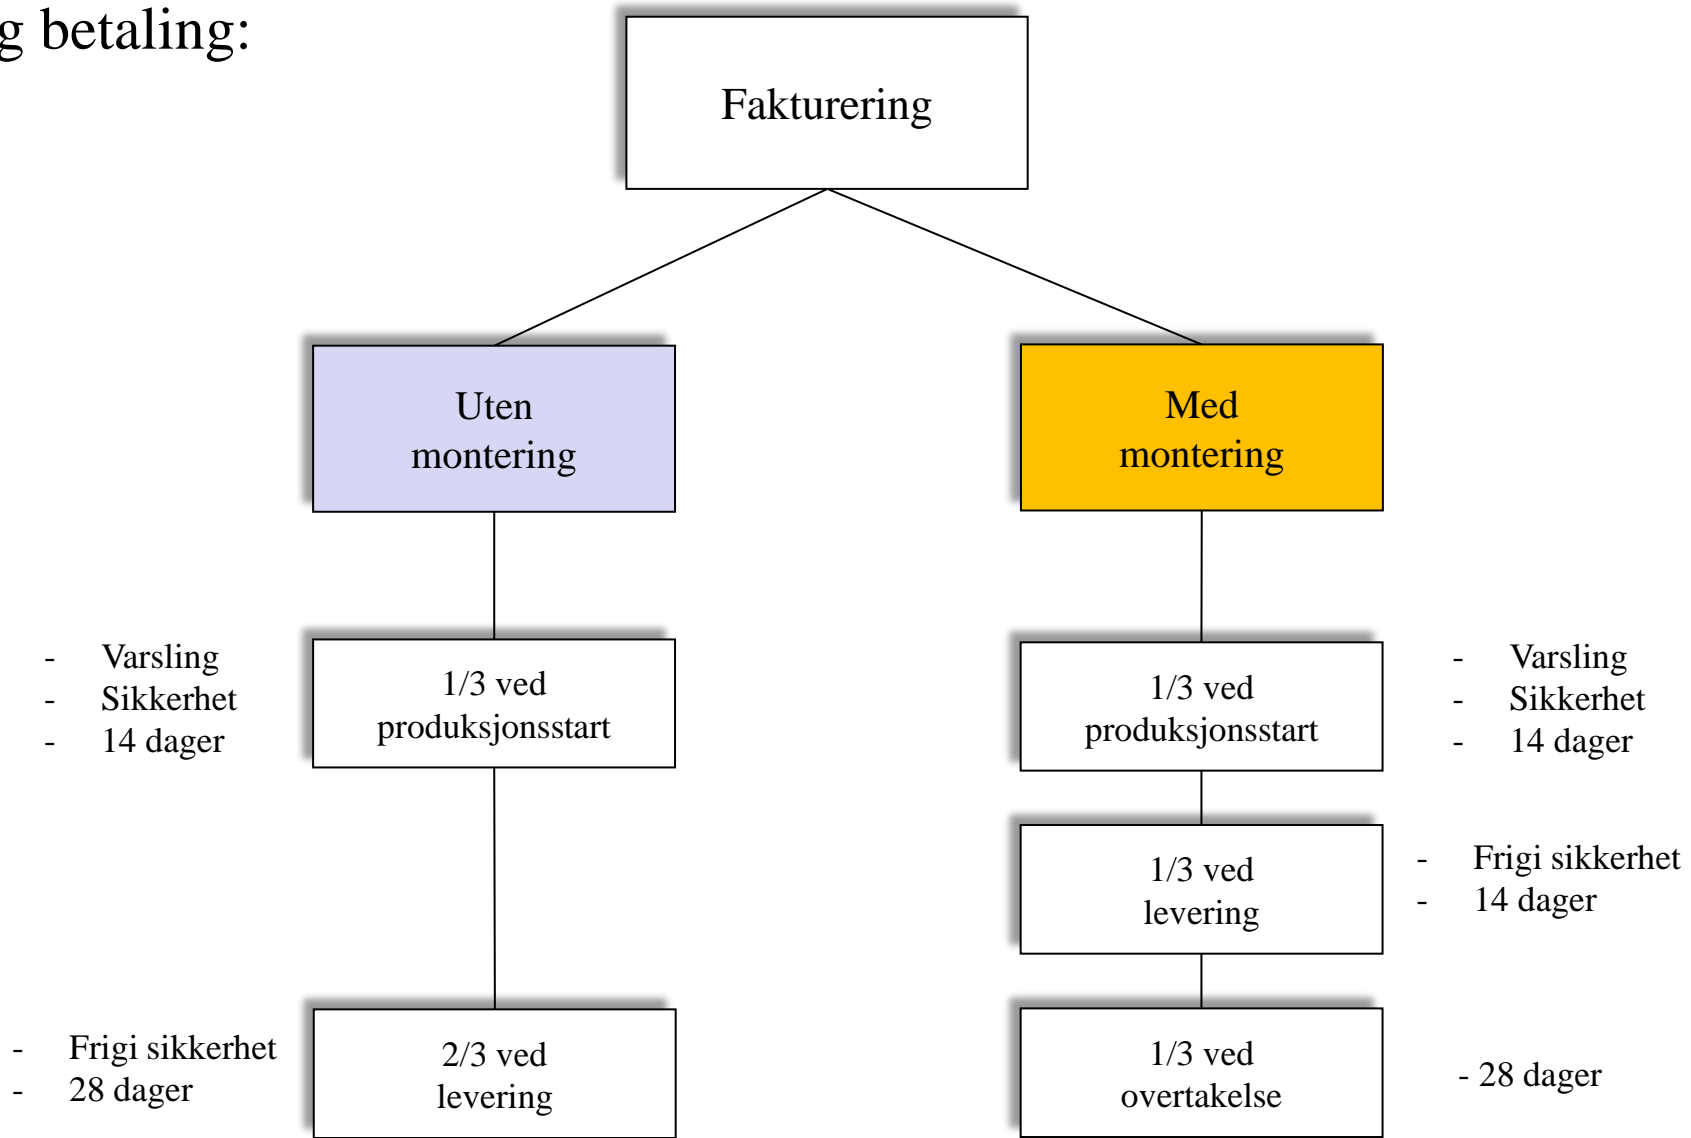 g betaling:
Fakturering
Uten
montering
Med
montering
- Varsling
- Sikkerhet
- 14 dager
1/3 ved
produksjonsstart
1/3 ved
produksjonsstart
- Varsling
- Sikkerhet
- 14 dager
1/3 ved
levering
- Frigi sikkerhet
- 14 dager
- Frigi sikkerhet
- 28 dager
2/3 ved
levering
1/3 ved
overtakelse
- 28 dager